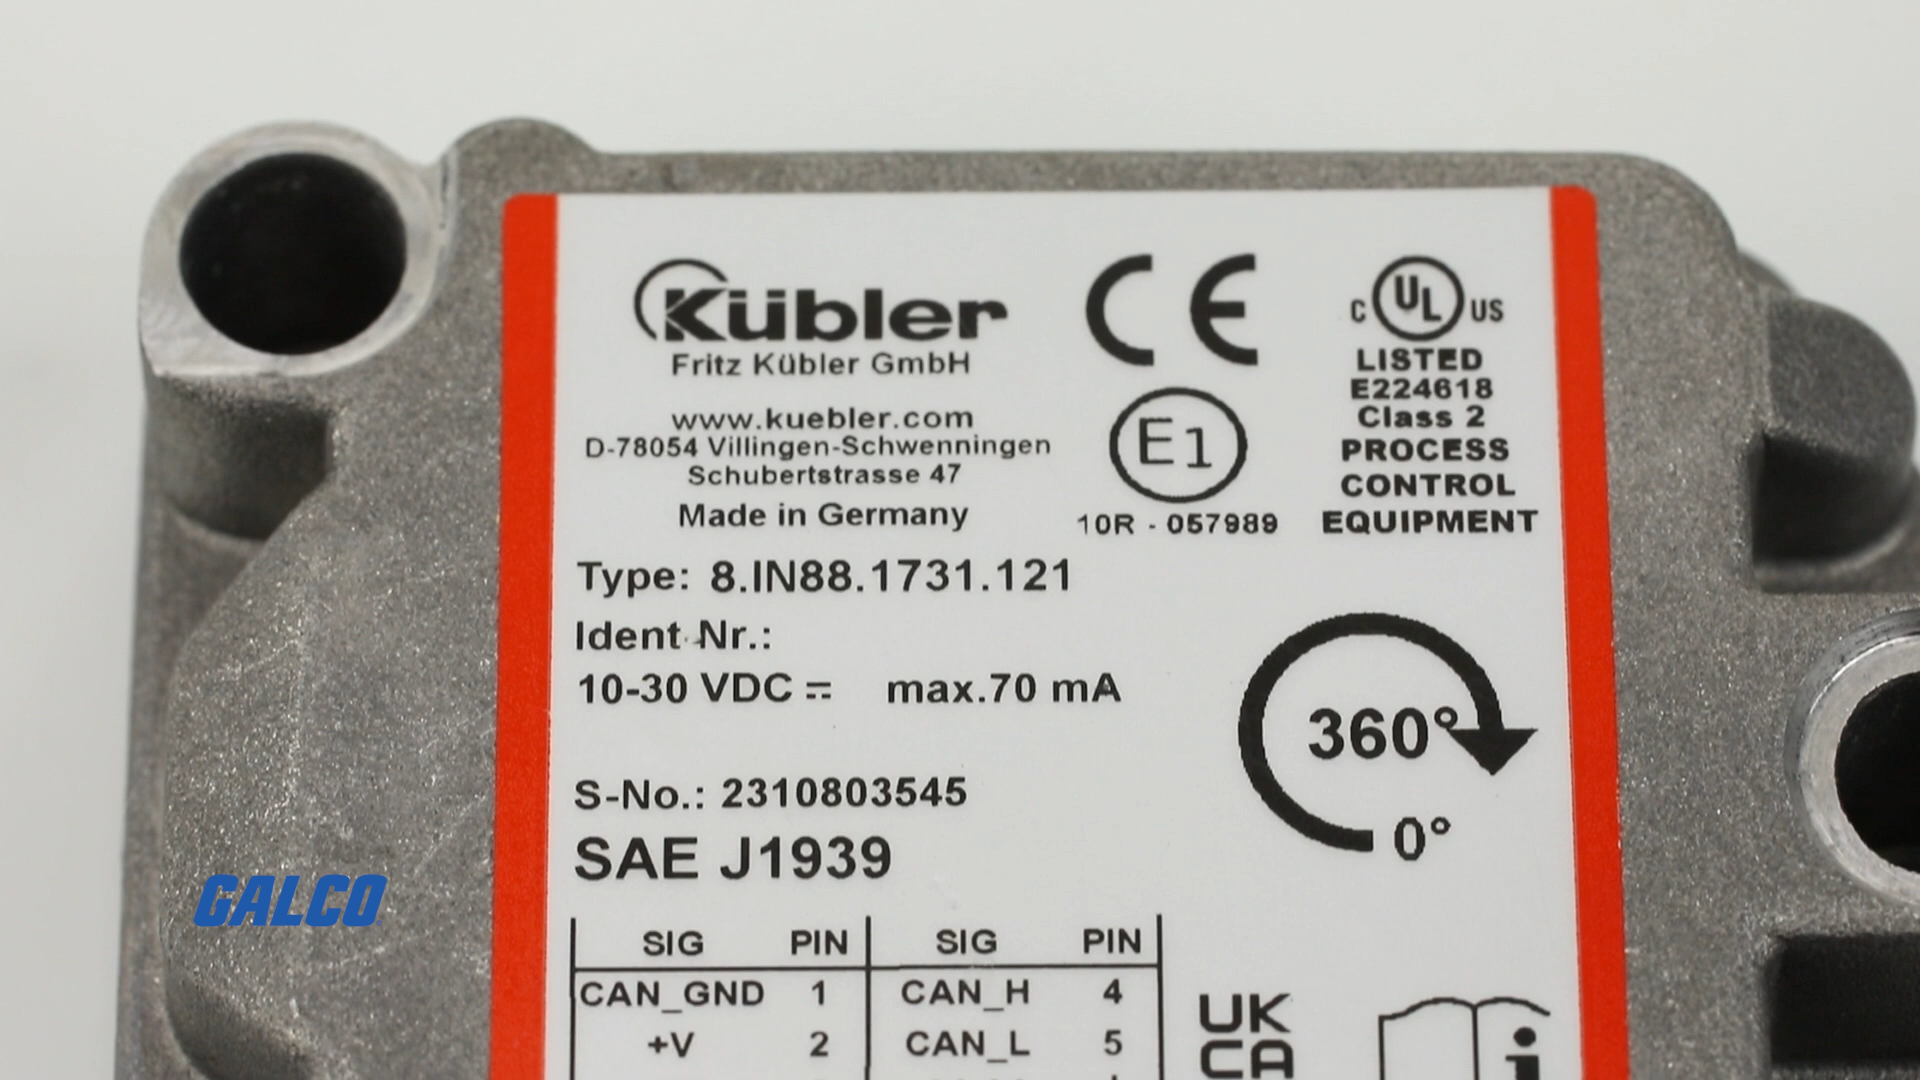 Kübler
Fritz Kübler GmbH
www.kuebler.com
D-78054 Villingen-Schwenningen
Schubertstrasse 47
Made in Germany
CE
E1
10R - 057989
C UL US
LISTED
E224618
Class 2
PROCESS
CONTROL
EQUIPMENT
Type: 8.IN88.1731.121
Ident Nr.:
10-30 VDC max.70 mA
S-No.: 2310803545
SAE J1939
360°
0°
SIG PIN SIG PIN
CAN_GND 1 CAN_H 4
+V 2 CAN_L 5
UK
CA
i
GALCO